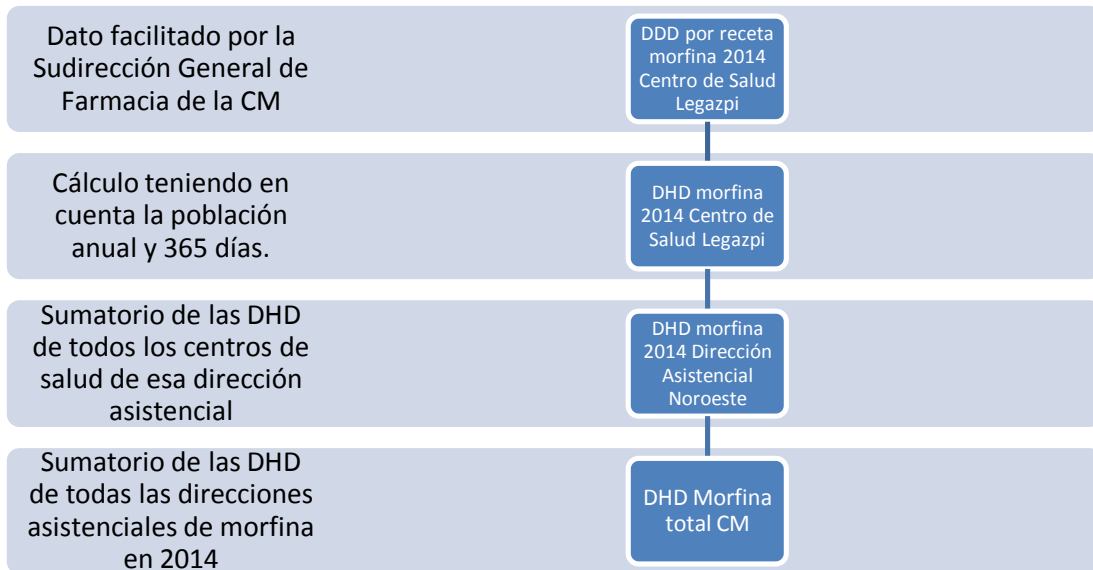 Dato facilitado por la
Sudirección General de
Farmacia de la CM
DDD por receta
morfina 2014
Centro de Salud
Legazpi
Cálculo teniendo en
cuenta la población
anual y 365 días.
DHD morfina
2014 Centro de
Salud Legazpi
Sumatorio de las DHD
de todos los centros de
salud de esa dirección
asistencial
DHD morfina
2014 Dirección
Asistencial
Noroeste
Sumatorio de las DHD
de todas las direcciones
asistenciales de morfina
en 2014
DHD Morfina
total CM